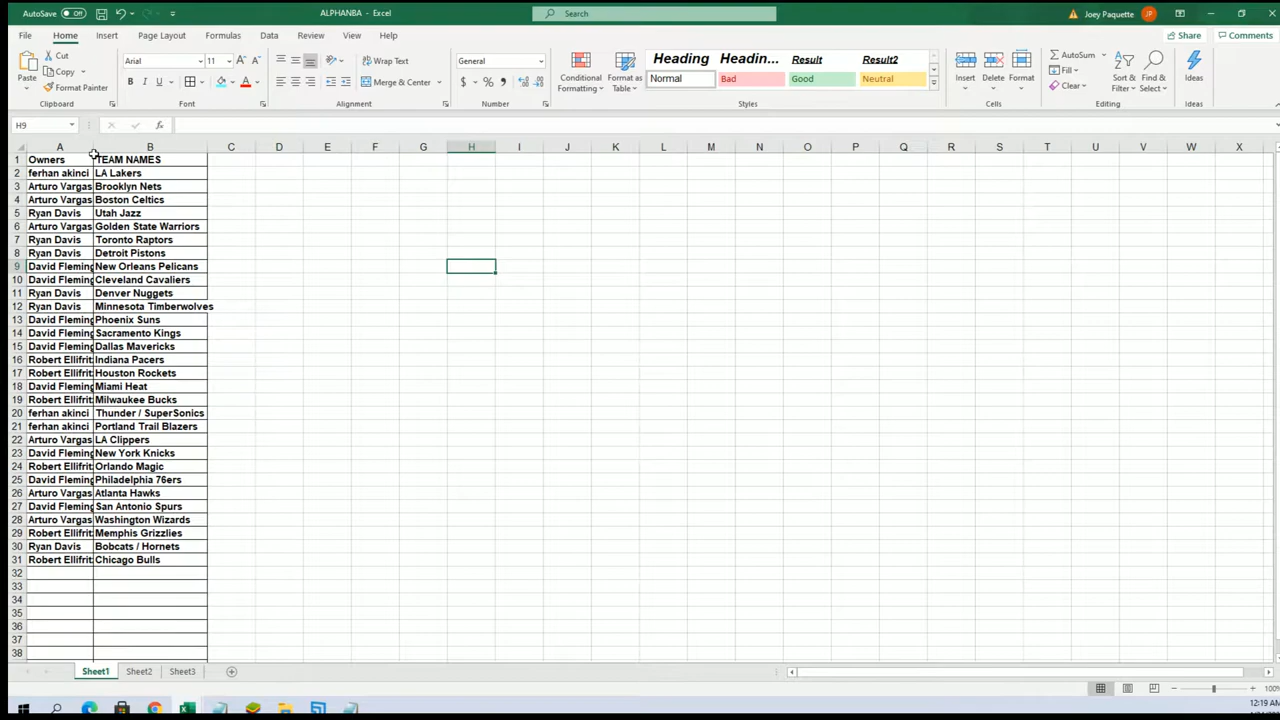 AutoSave Off ALPHANBA - Excel Search Joey Paquette JP
File Home Insert Page Layout Formulas Data Review View Help Share Comments
Paste Cut Copy Format Painter Clipboard
Arial 11 B I U A Font
Wrap Text Merge & Center Alignment
General $ % Number
Conditional Formatting Format as Table
Heading Headin... Result Result2
Normal Bad Good Neutral Styles
Insert Delete Format Cells
AutoSum Fill Clear Sort & Filter Find & Select Editing
Ideas Ideas
H9 fx
A B C D E F G H I J K L M N O P Q R S T U V W X
1 Owners TEAM NAMES
2 ferhan akinci LA Lakers
3 Arturo Vargas Brooklyn Nets
4 Arturo Vargas Boston Celtics
5 Ryan Davis Utah Jazz
6 Arturo Vargas Golden State Warriors
7 Ryan Davis Toronto Raptors
8 Ryan Davis Detroit Pistons
9 David Fleming New Orleans Pelicans
10 David Fleming Cleveland Cavaliers
11 Ryan Davis Denver Nuggets
12 Ryan Davis Minnesota Timberwolves
13 David Fleming Phoenix Suns
14 David Fleming Sacramento Kings
15 David Fleming Dallas Mavericks
16 Robert Ellifrit Indiana Pacers
17 Robert Ellifrit Houston Rockets
18 David Fleming Miami Heat
19 Robert Ellifrit Milwaukee Bucks
20 ferhan akinci Thunder / SuperSonics
21 ferhan akinci Portland Trail Blazers
22 Arturo Vargas LA Clippers
23 David Fleming New York Knicks
24 Robert Ellifrit Orlando Magic
25 David Fleming Philadelphia 76ers
26 Arturo Vargas Atlanta Hawks
27 David Fleming San Antonio Spurs
28 Arturo Vargas Washington Wizards
29 Robert Ellifrit Memphis Grizzlies
30 Ryan Davis Bobcats / Hornets
31 Robert Ellifrit Chicago Bulls
32
33
34
35
36
37
38
Sheet1 Sheet2 Sheet3
100%
12:19 AM